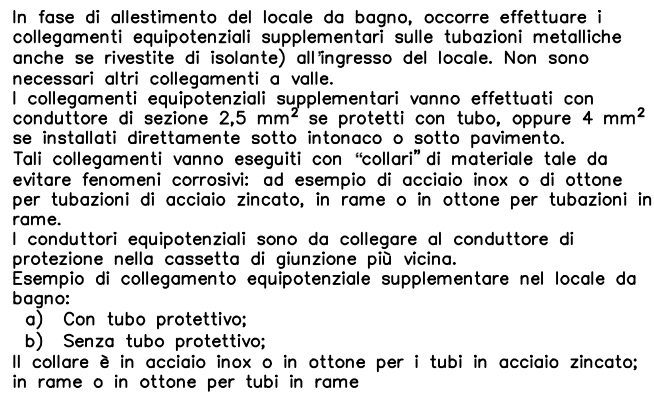 In fase di allestimento del locale da bagno, occorre effettuare i
collegamenti equipotenziali supplementari sulle tubazioni metalliche
anche se rivestite di isolante) all'ingresso del locale. Non sono
necessari altri collegamenti a valle.
I collegamenti equipotenziali supplementari vanno effettuati con
conduttore di sezione 2,5 mm² se protetti con tubo, oppure 4 mm²
se installati direttamente sotto intonaco o sotto pavimento.
Tali collegamenti vanno eseguiti con “collari” di materiale tale da
evitare fenomeni corrosivi: ad esempio di acciaio inox o di ottone
per tubazioni di acciaio zincato, in rame o in ottone per tubazioni in
rame.
I conduttori equipotenziali sono da collegare al conduttore di
protezione nella cassetta di giunzione più vicina.
Esempio di collegamento equipotenziale supplementare nel locale da
bagno:
a) Con tubo protettivo;
b) Senza tubo protettivo;
Il collare è in acciaio inox o in ottone per i tubi in acciaio zincato;
in rame o in ottone per tubi in rame